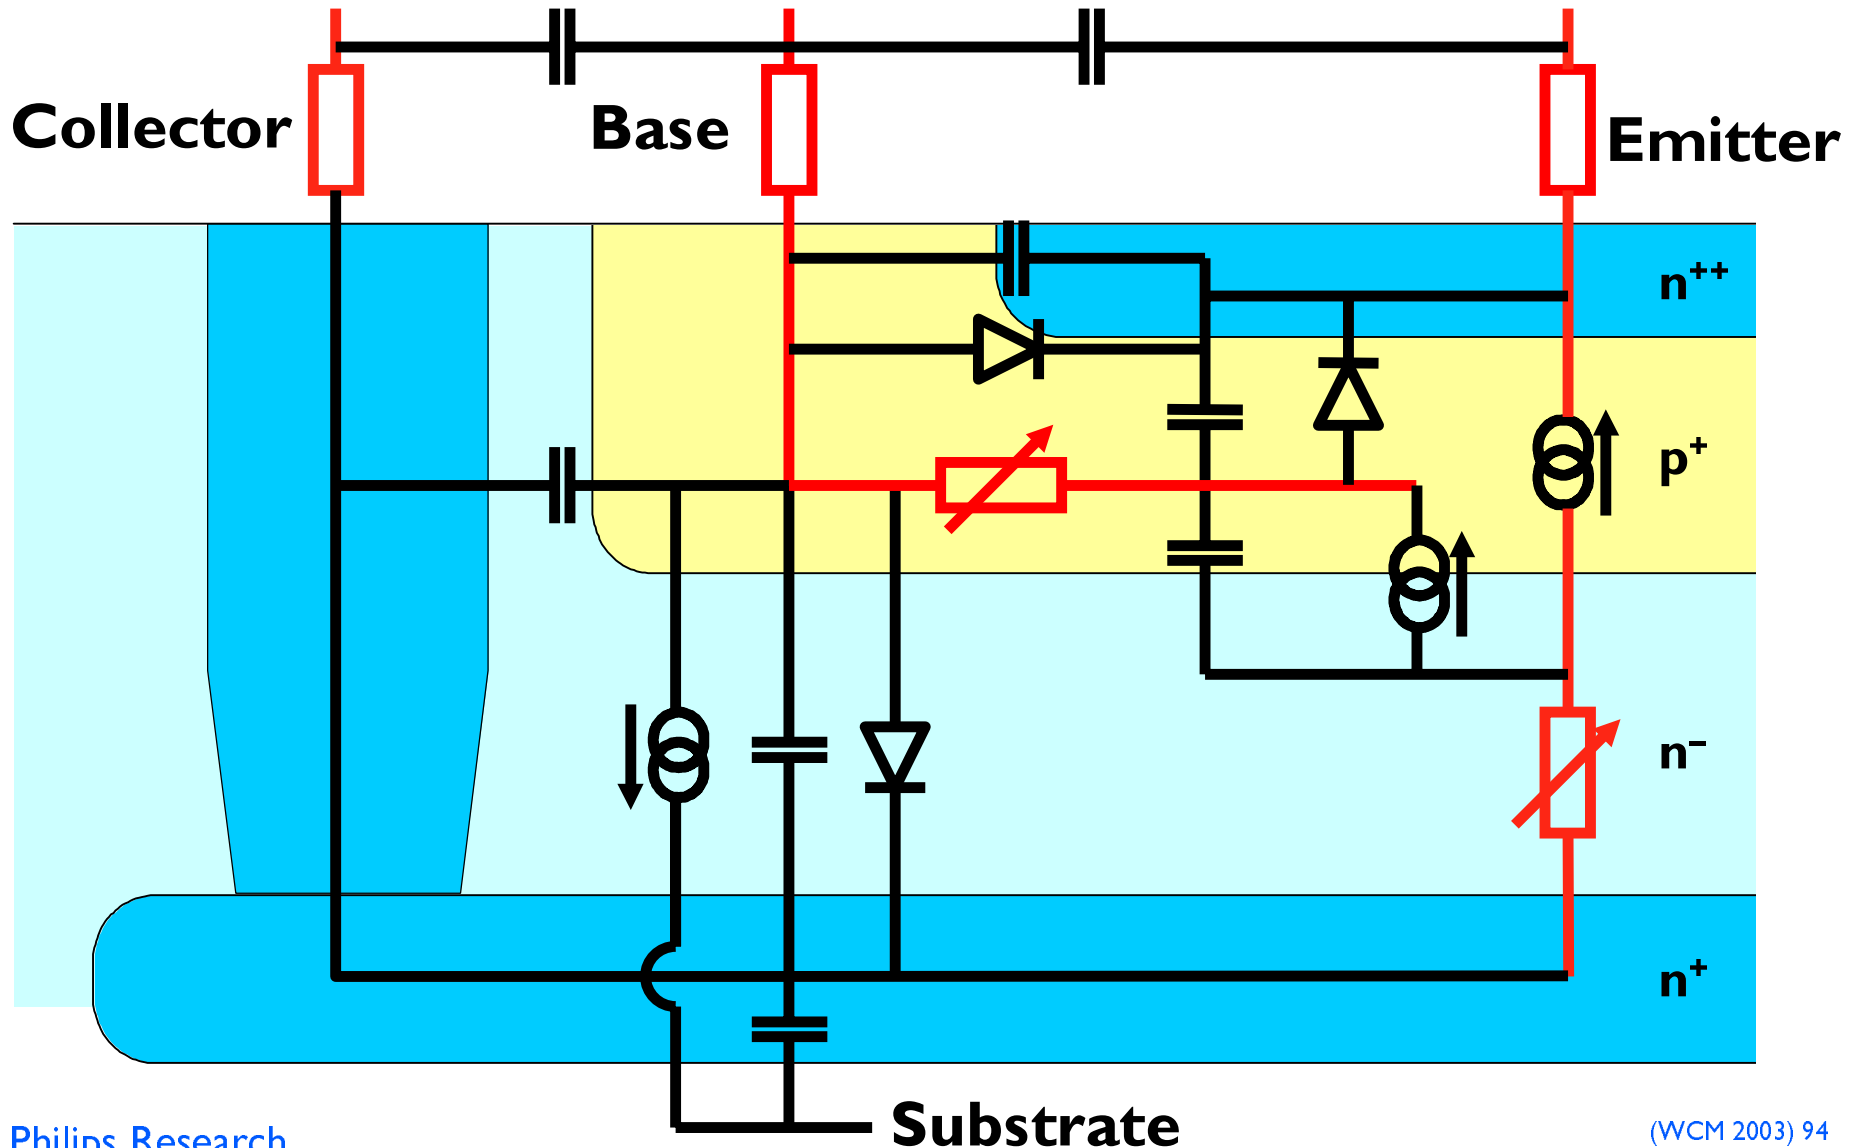 Collector
Base
Emitter
n++
p+
n–
n+
Substrate
Philips Research
(WCM 2003) 94